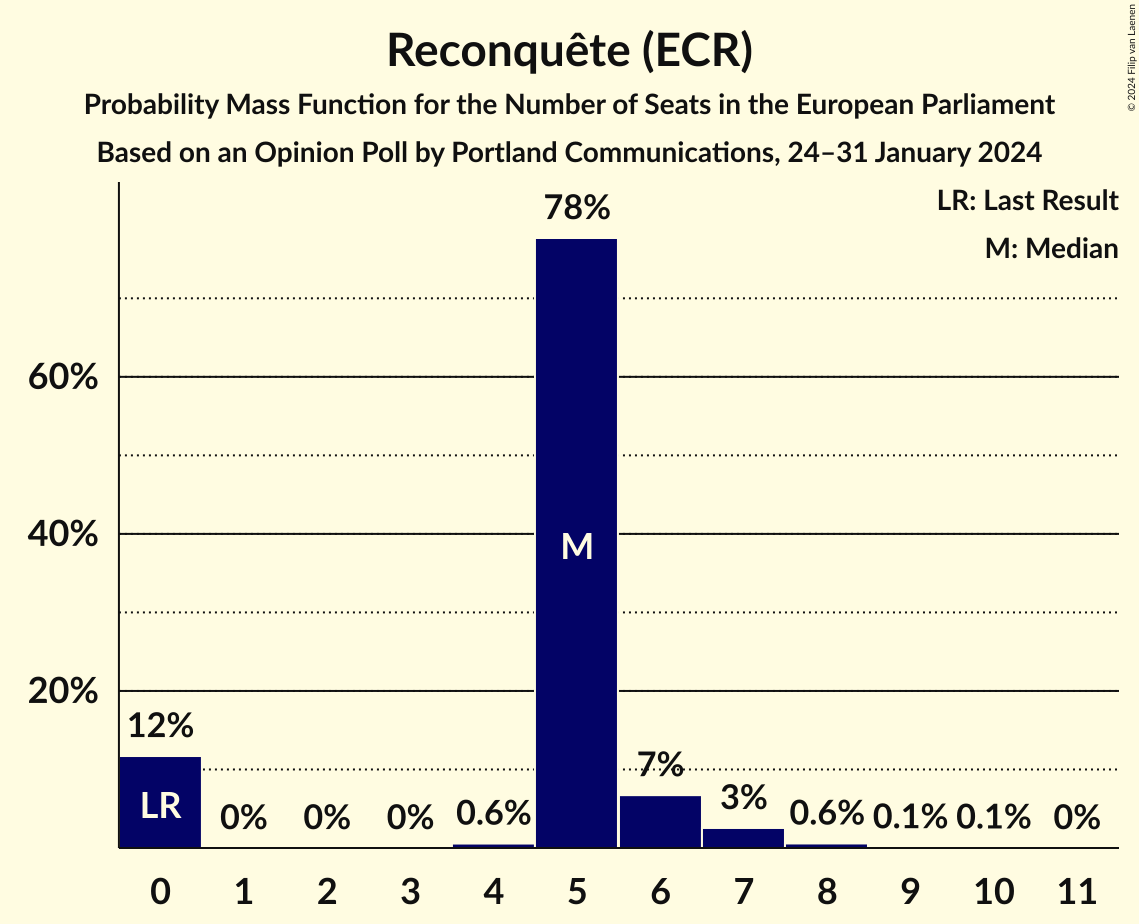 Reconquête (ECR)
Probability Mass Function for the Number of Seats in the European Parliament
Based on an Opinion Poll by Portland Communications, 24–31 January 2024
© 2024 Filip van Laenen
LR: Last Result
M: Median
78%
60%
40%
20%
M
12%
LR
0%
0%
0%
0.6%
7%
3%
0.6%
0.1%
0.1%
0%
0 1 2 3 4 5 6 7 8 9 10 11